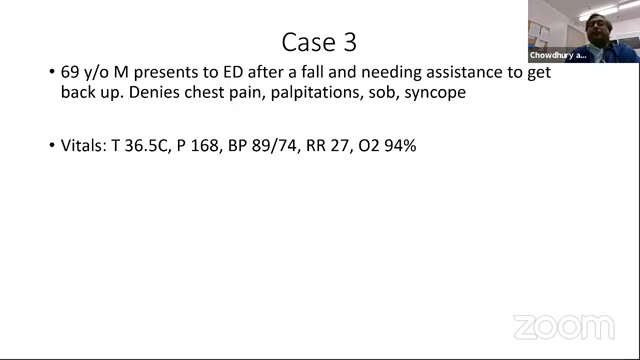 Case 3
• 69 y/o M presents to ED after a fall and needing assistance to get
back up. Denies chest pain, palpitations, sob, syncope
• Vitals: T 36.5C, P 168, BP 89/74, RR 27, O2 94%
Chowdhury a...
zoom